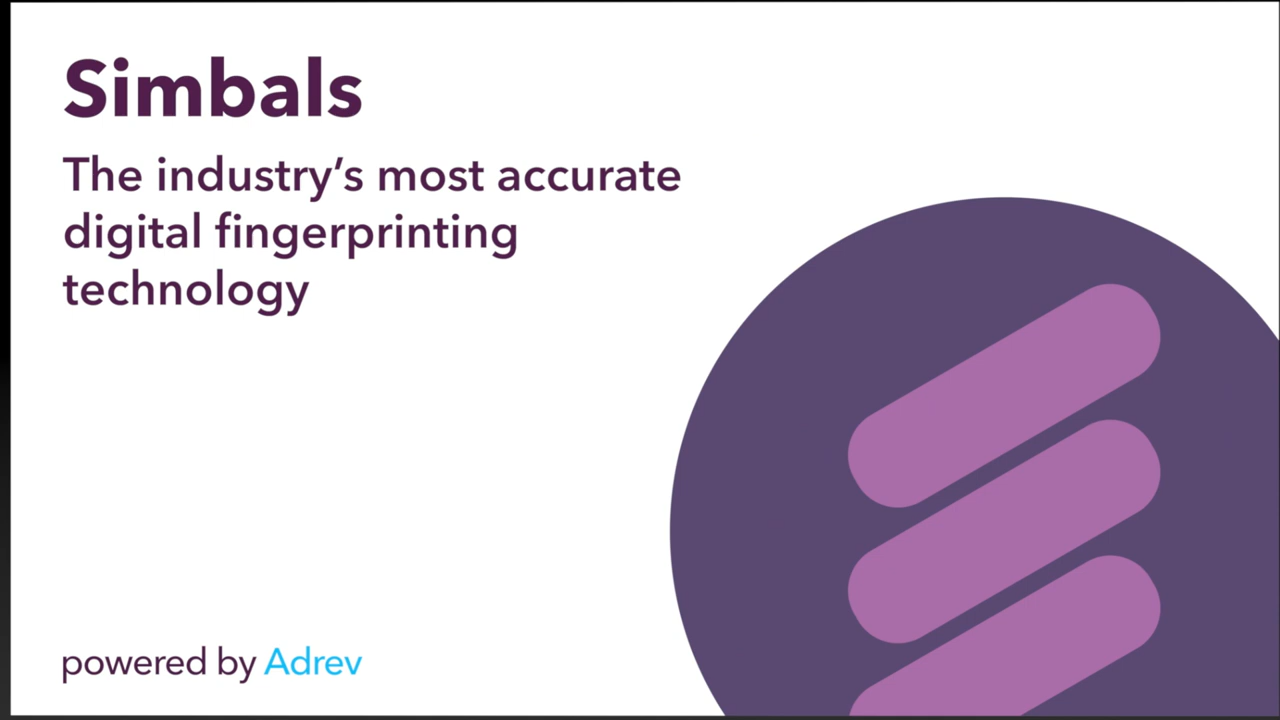 Simbals
The industry’s most accurate
digital fingerprinting
technology
powered by Adrev